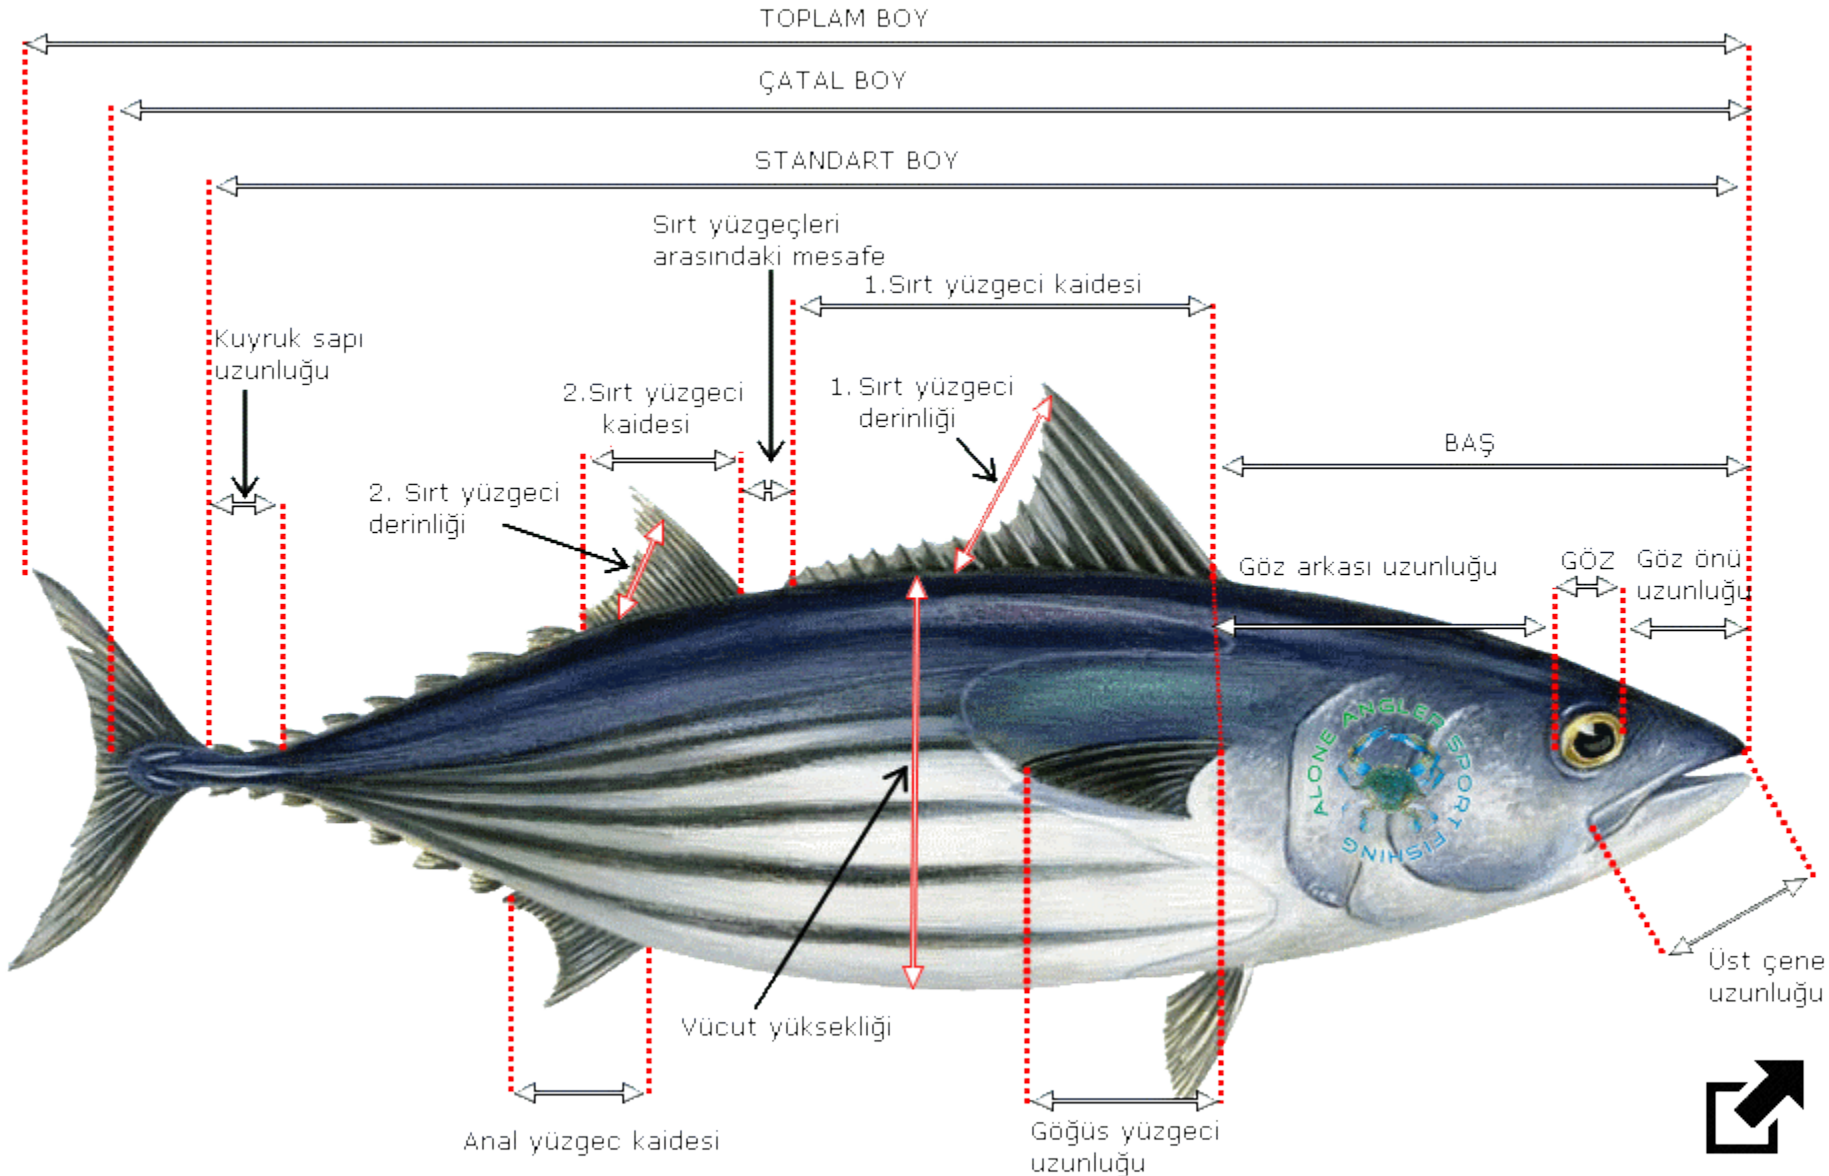 TOPLAM BOY
ÇATAL BOY
STANDART BOY
Sırt yüzgeçleri
arasındaki mesafe
1.Sırt yüzgeci kaidesi
Kuyruk sapı
uzunluğu
2.Sırt yüzgeci
kaidesi
1.Sırt yüzgeci
derinliği
BAŞ
2. Sırt yüzgeci
derinliği
Göz arkası uzunluğu
GÖZ
Göz önü
uzunluğu
ALONE ANGLER SPORT FISHING
Üst çene
uzunluğu
Vücut yüksekliği
Anal yüzgec kaidesi
Göğüs yüzgeci
uzunluğu